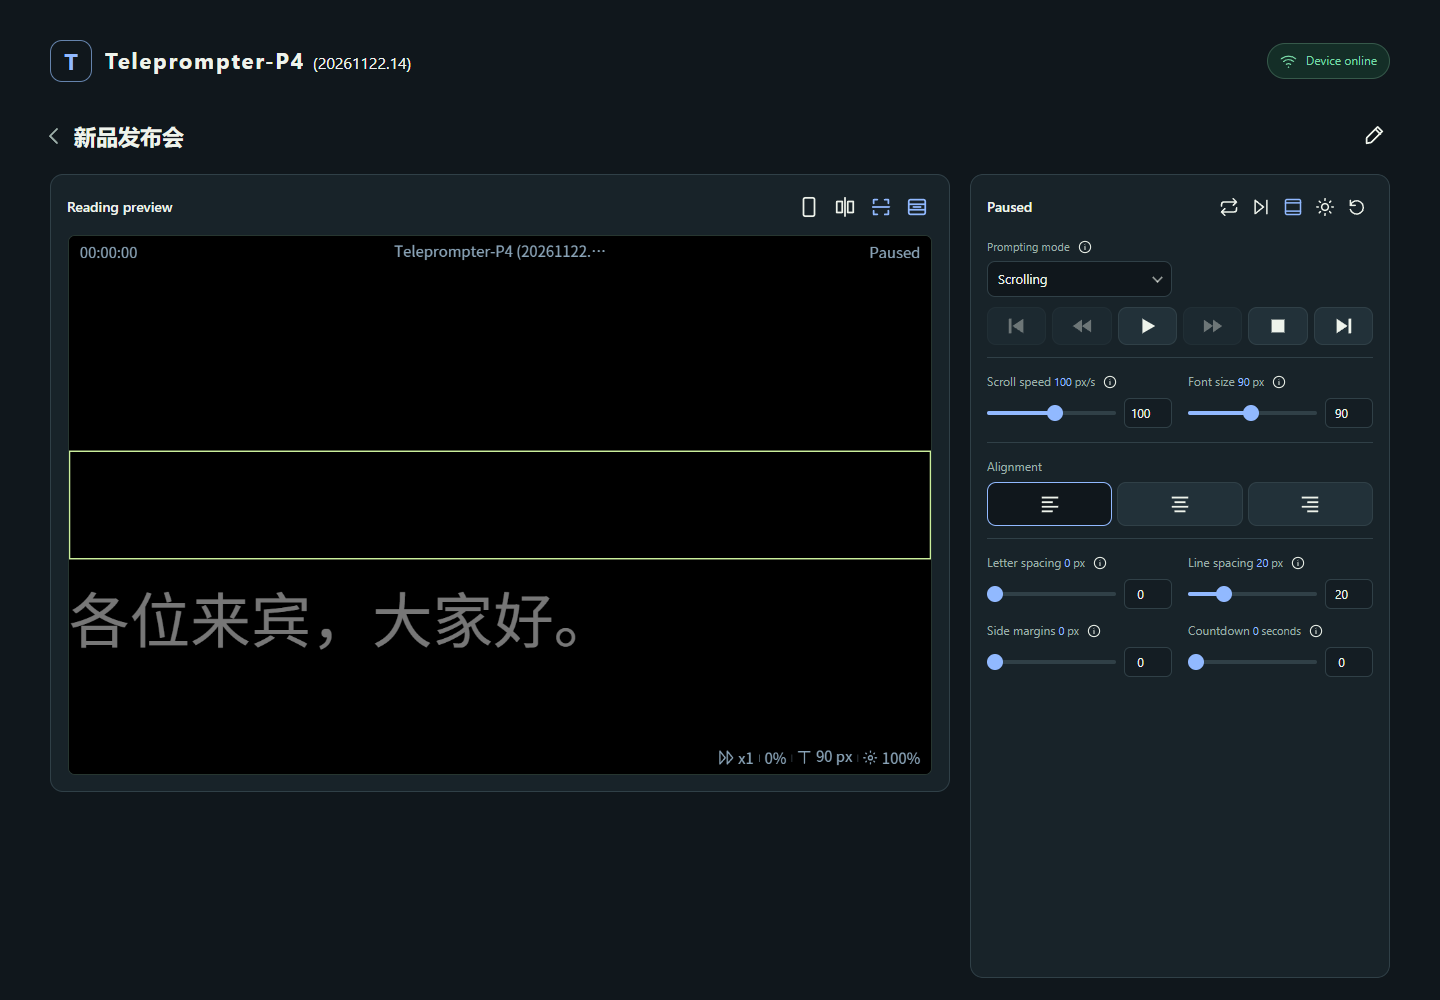 T Teleprompter-P4 (20261122.14)
Device online
新品发布会
Reading preview
00:00:00 Teleprompter-P4 (20261122.⋯ Paused
各位来宾，大家好。
x1 0% 90 px 100%
Paused
Prompting mode
Scrolling
Scroll speed 100 px/s Font size 90 px
100 90
Alignment
Letter spacing 0 px Line spacing 20 px
0 20
Side margins 0 px Countdown 0 seconds
0 0